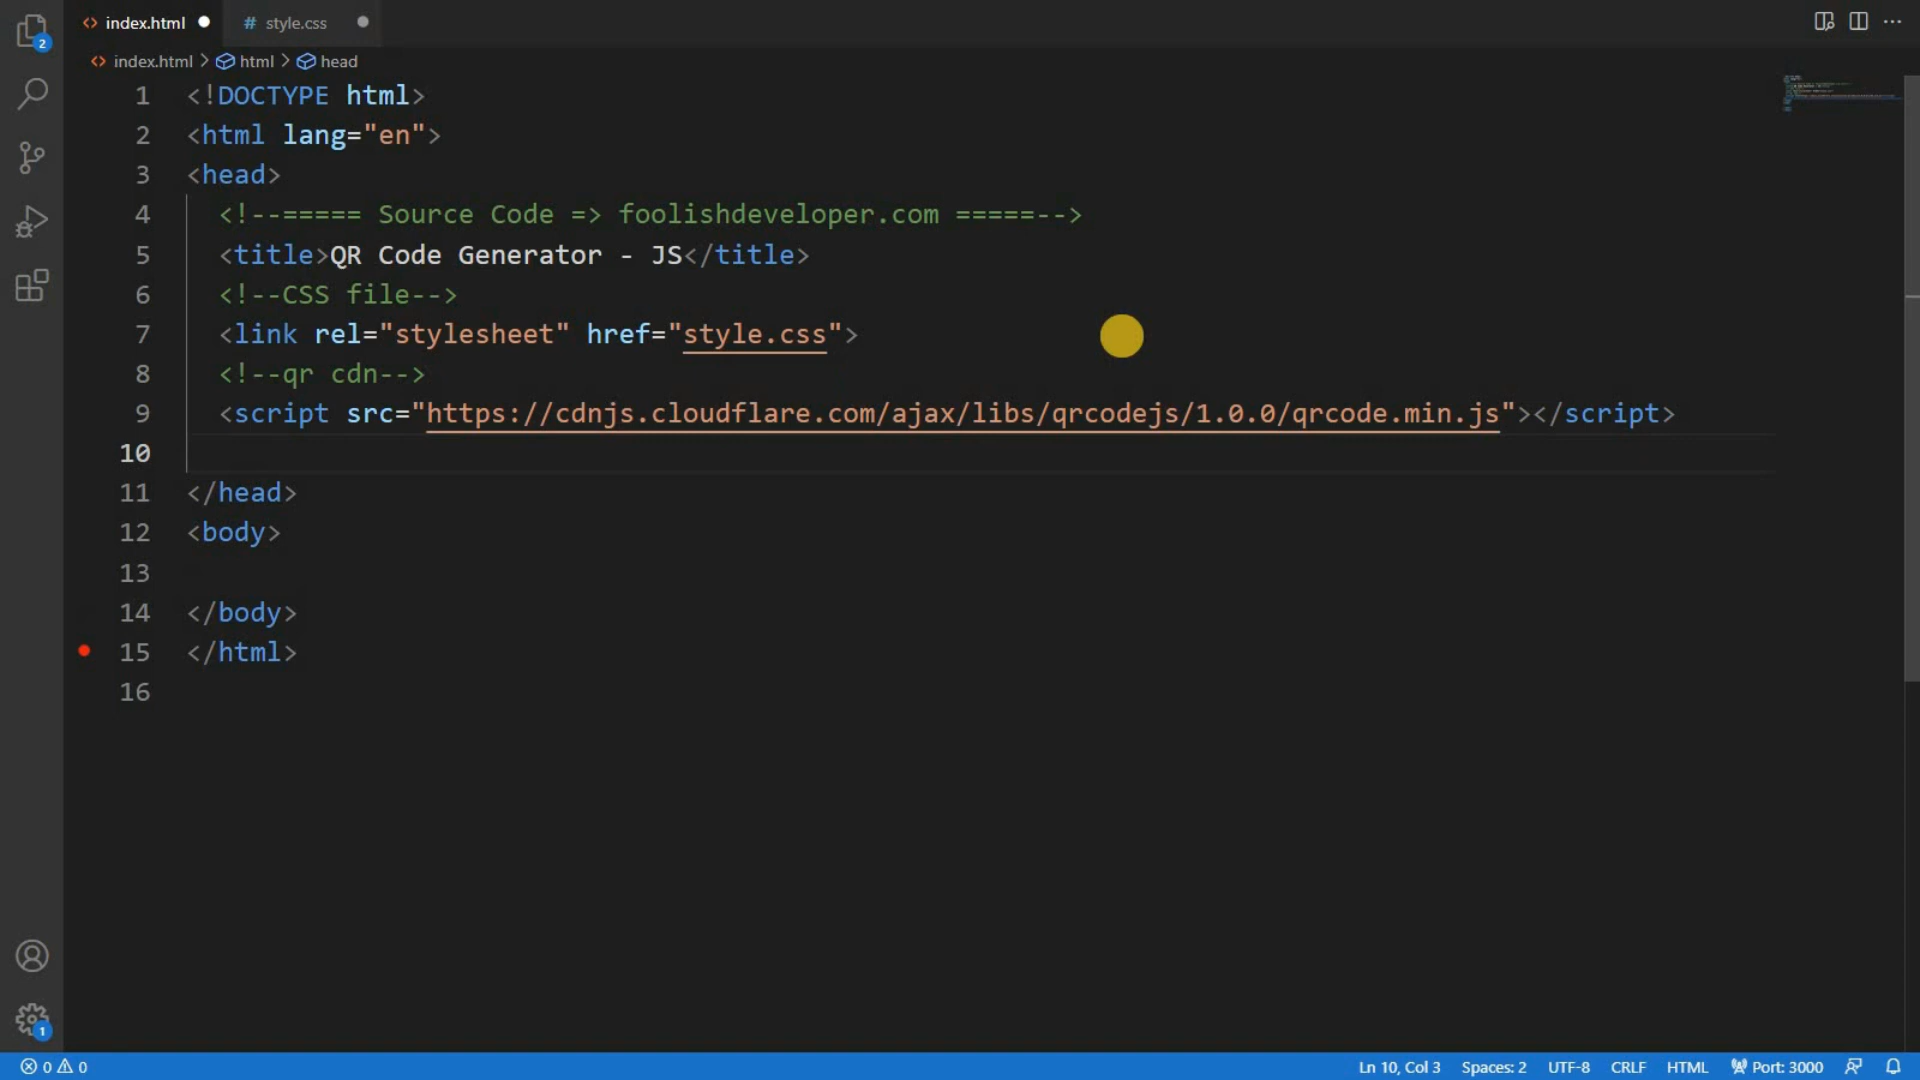 index.html
style.css
2
index.html > html > head
1 <!DOCTYPE html>
2 <html lang="en">
3 <head>
4 <!--===== Source Code => foolishdeveloper.com =====-->
5 <title>QR Code Generator - JS</title>
6 <!--CSS file-->
7 <link rel="stylesheet" href="style.css">
8 <!--qr cdn-->
9 <script src="https://cdnjs.cloudflare.com/ajax/libs/qrcodejs/1.0.0/qrcode.min.js"></script>
10
11 </head>
12 <body>
13
14 </body>
15 </html>
16
1
0 0 Ln 10, Col 3 Spaces: 2 UTF-8 CRLF HTML Port: 3000